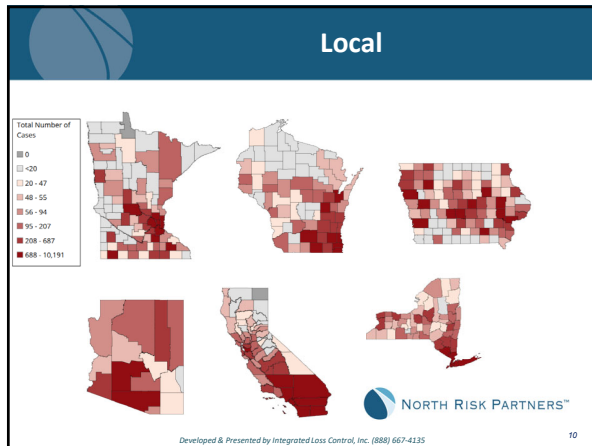 Local
Total Number of
Cases
0
<20
20 - 47
48 - 55
56 - 94
95 - 207
208 - 687
688 - 10,191
NORTH RISK PARTNERS™
Developed & Presented by Integrated Loss Control, Inc. (888) 667-4135
10